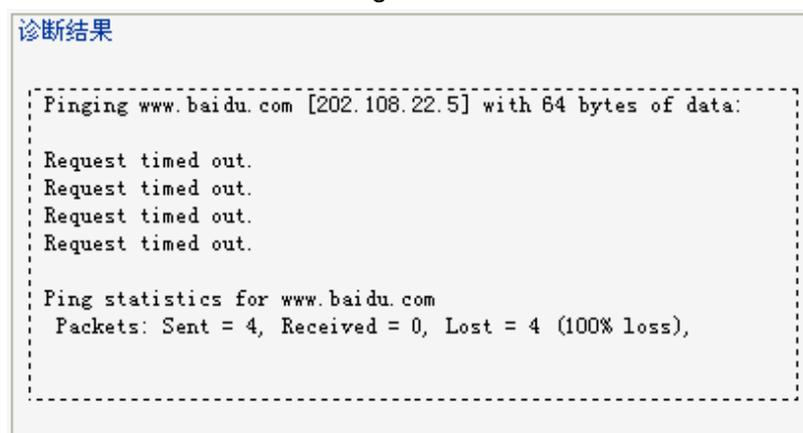 诊断结果
Pinging www.baidu.com [202.108.22.5] with 64 bytes of data:
Request timed out.
Request timed out.
Request timed out.
Request timed out.
Ping statistics for www.baidu.com
Packets: Sent = 4, Received = 0, Lost = 4 (100% loss),